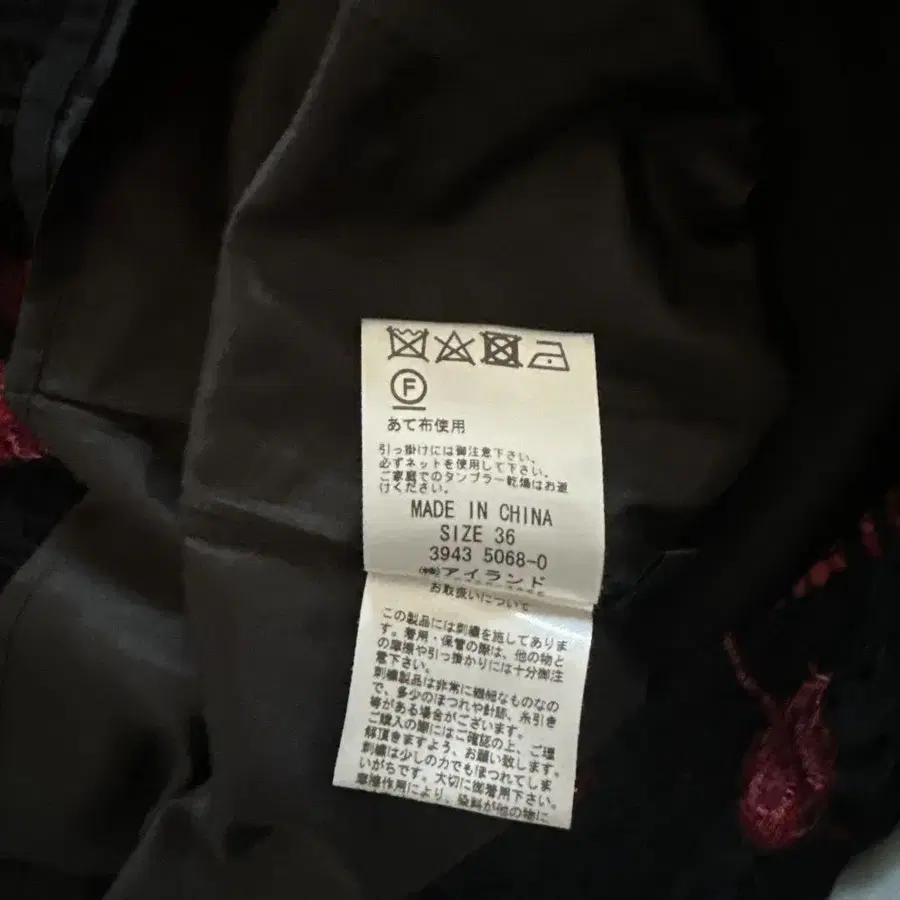 F
あて布使用
引っ掛けには御注意下さい。
必ずネットを使用して下さい。
ご家庭でのタンブラー乾燥はお避
けください。
MADE IN CHINA
SIZE 36
3943 5068-0
㈱アイランド
お取扱いについて
この製品には刺繍を施してありま
す。着用・保管の際は、他の物と
の摩擦や引っ掛かりには十分御注
意下さい。
刺繍製品は非常に繊細なものなの
で、多少のほつれや針跡、糸引き
等がある場合がございます。
ご購入の際にはご確認の上、ご理
解頂きますよう、お願い致します。
刺繍は少しの力でもほつれてしま
いがちです。大切に御着用下さい。
摩擦作用により、染料が他の物に